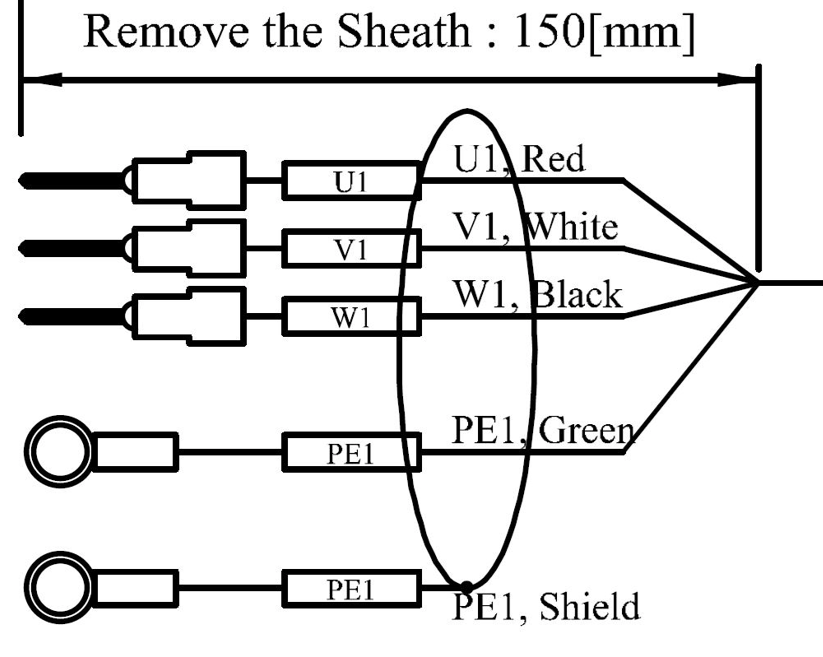 Remove the Sheath : 150[mm]
U1 U1, Red
V1 V1, White
W1 W1, Black
PE1 PE1, Green
PE1 PE1, Shield